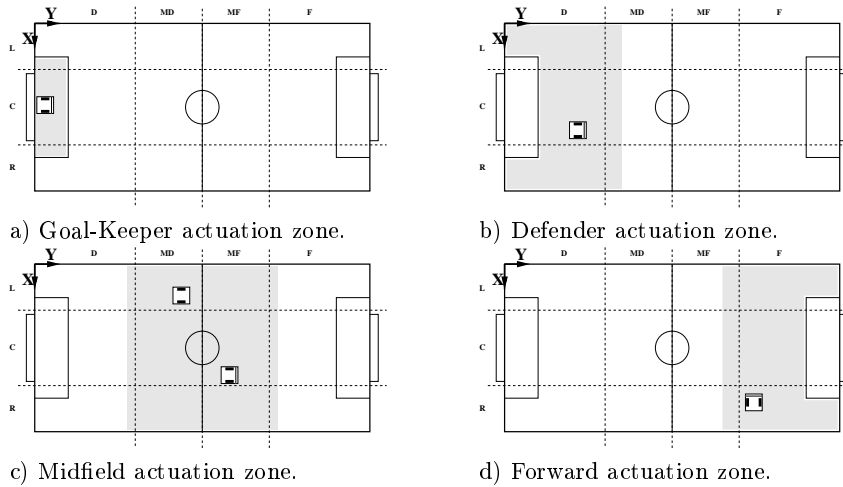 Y D MD MF F
X
L
C
R
a) Goal-Keeper actuation zone.
Y D MD MF F
X
L
C
R
b) Defender actuation zone.
Y D MD MF F
X
L
C
R
c) Midfield actuation zone.
Y D MD MF F
X
L
C
R
d) Forward actuation zone.